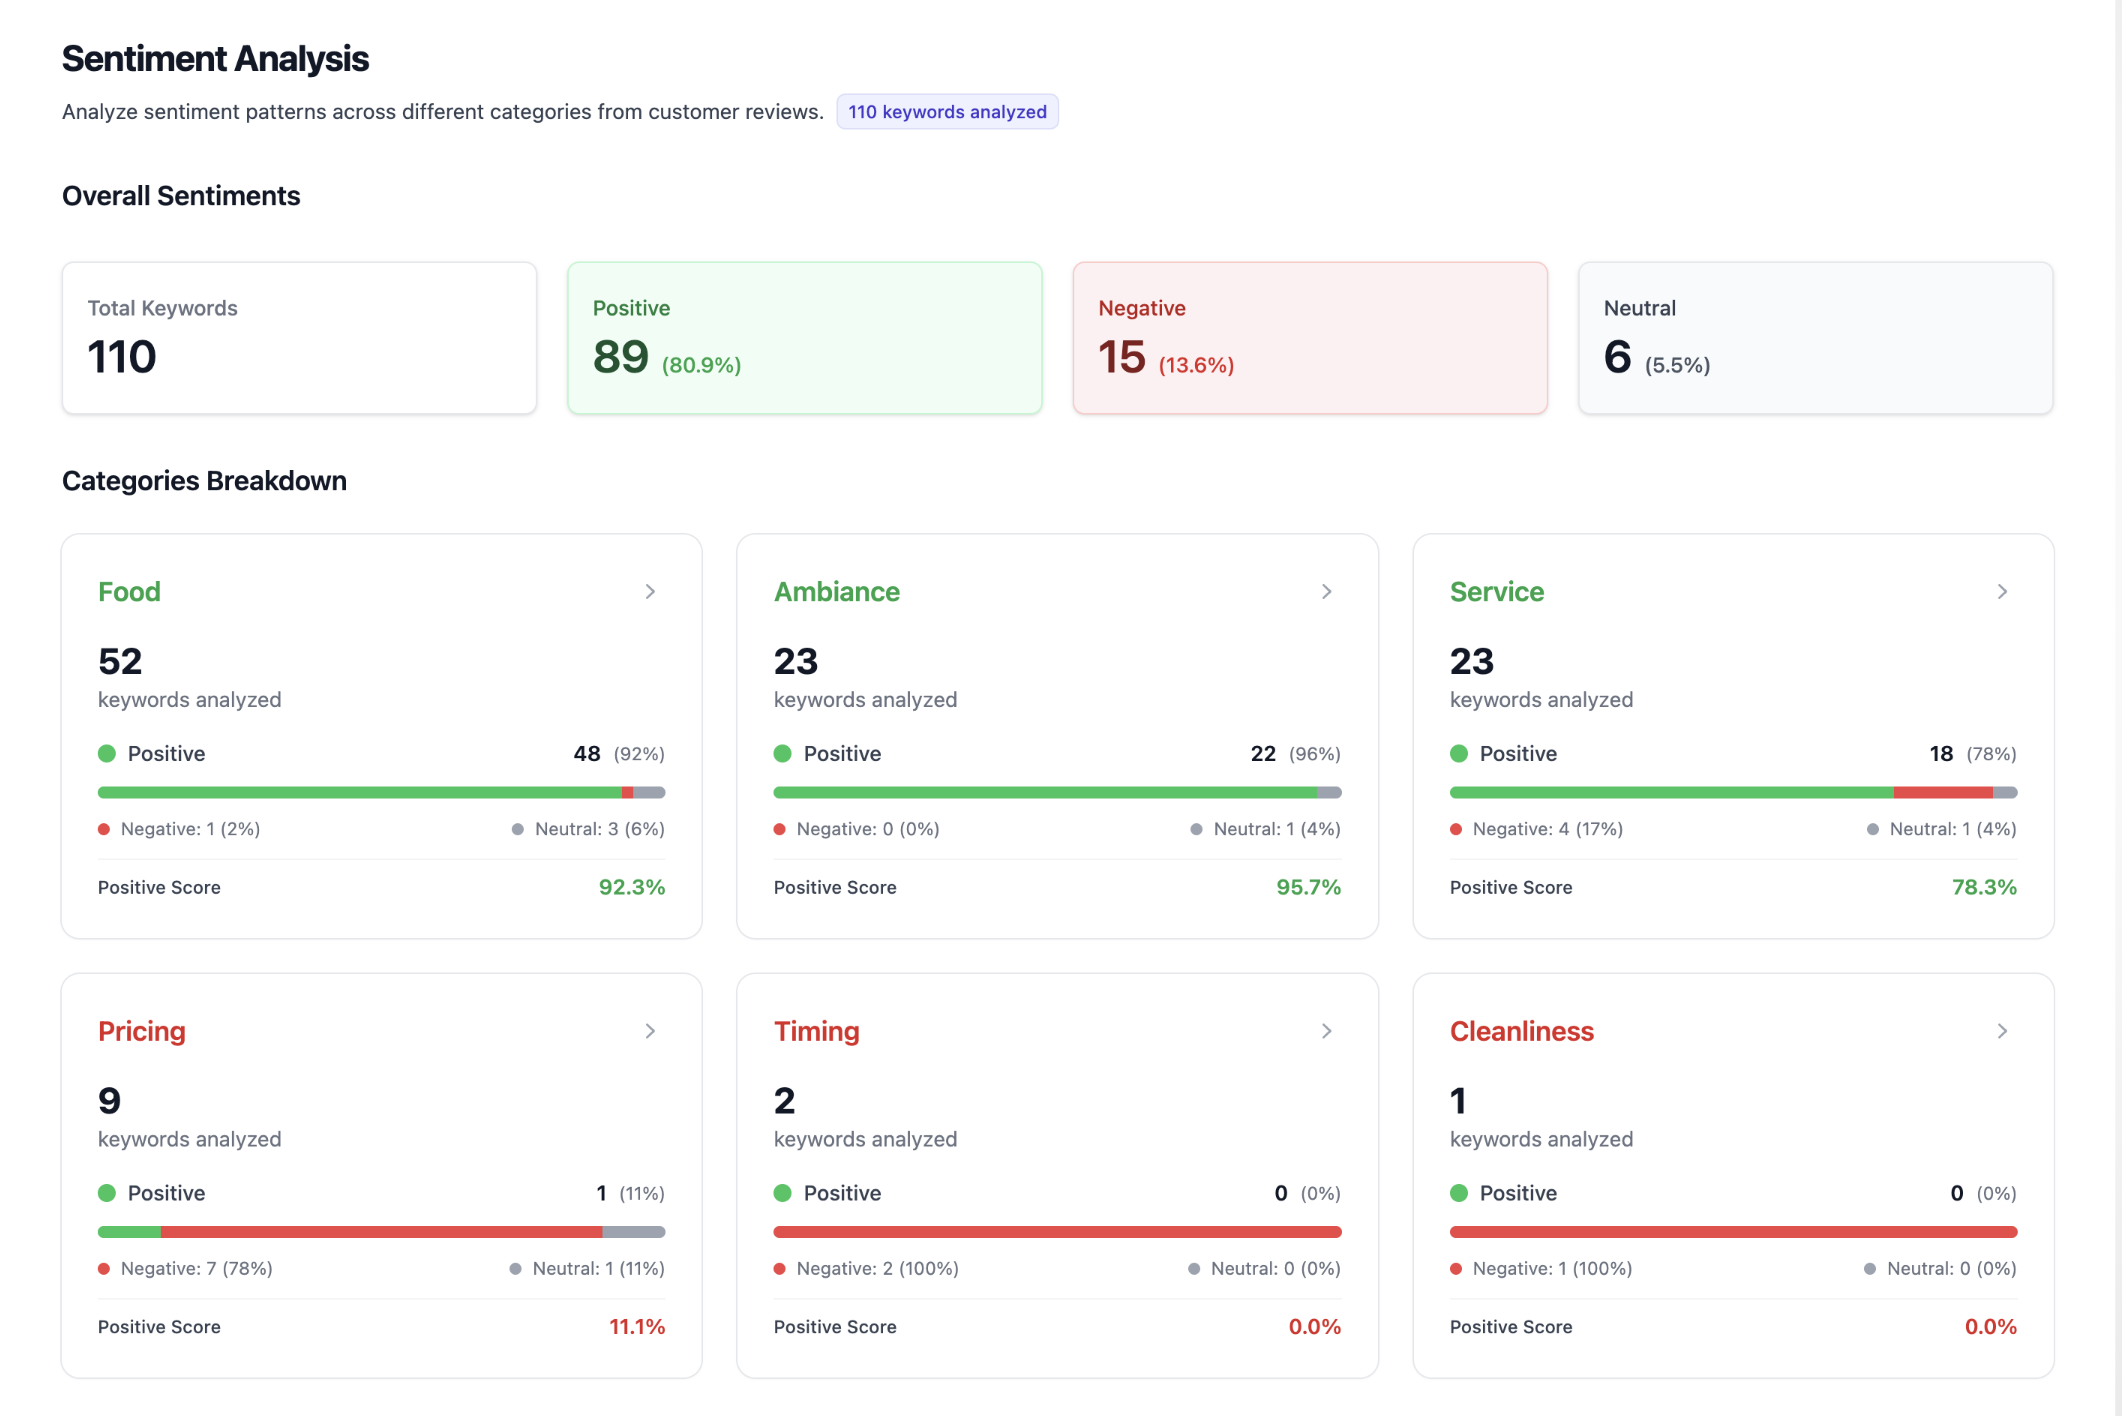 Sentiment Analysis
Analyze sentiment patterns across different categories from customer reviews. 110 keywords analyzed
Overall Sentiments
Total Keywords
110
Positive
89 (80.9%)
Negative
15 (13.6%)
Neutral
6 (5.5%)
Categories Breakdown
Food
52
keywords analyzed
Positive 48 (92%)
Negative: 1 (2%) Neutral: 3 (6%)
Positive Score 92.3%
Ambiance
23
keywords analyzed
Positive 22 (96%)
Negative: 0 (0%) Neutral: 1 (4%)
Positive Score 95.7%
Service
23
keywords analyzed
Positive 18 (78%)
Negative: 4 (17%) Neutral: 1 (4%)
Positive Score 78.3%
Pricing
9
keywords analyzed
Positive 1 (11%)
Negative: 7 (78%) Neutral: 1 (11%)
Positive Score 11.1%
Timing
2
keywords analyzed
Positive 0 (0%)
Negative: 2 (100%) Neutral: 0 (0%)
Positive Score 0.0%
Cleanliness
1
keywords analyzed
Positive 0 (0%)
Negative: 1 (100%) Neutral: 0 (0%)
Positive Score 0.0%